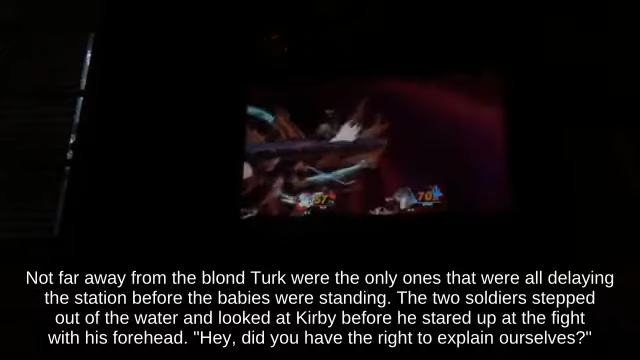 70
Not far away from the blond Turk were the only ones that were all delaying
the station before the babies were standing. The two soldiers stepped
out of the water and looked at Kirby before he stared up at the fight
with his forehead. "Hey, did you have the right to explain ourselves?"